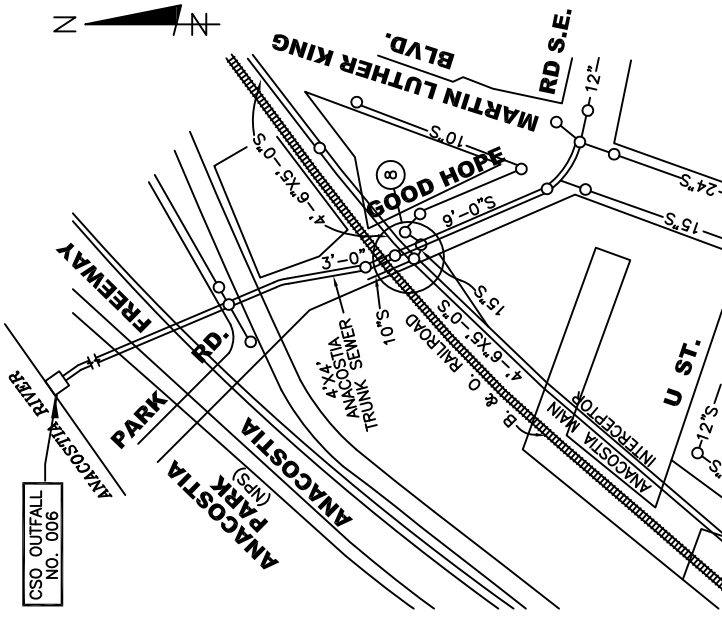 N
N
CSO OUTFALL
NO. 006
ANACOSTIA RIVER
FREEWAY
PARK
RD.
ANACOSTIA
ANACOSTIA
PARK
(NPS)
MARTIN LUTHER KING
BLVD.
RD S.E.
GOOD HOPE
8
4'-6"X5'-0"S
10"S
9'-0"S
12"
24"S
15"S
3'-0"
4'X4'
ANACOSTIA
TRUNK SEWER
10"S
15"S
4'-6"X5'-0"S
B. & O. RAILROAD
ANACOSTIA MAIN
INTERCEPTOR
U ST.
12"S
"S